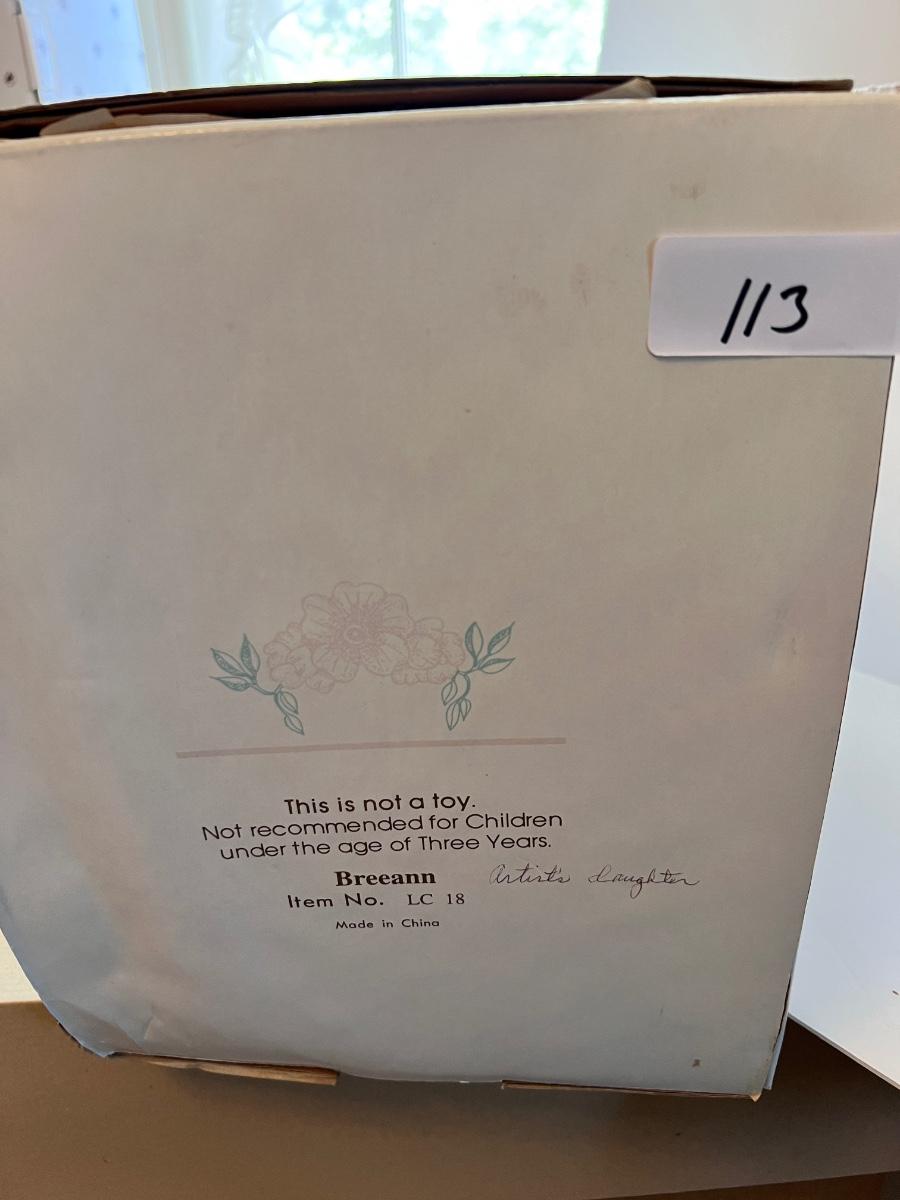 113
This is not a toy.
Not recommended for Children
under the age of Three Years.
Breeann Artist's Daughter
Item No. LC 18
Made in China